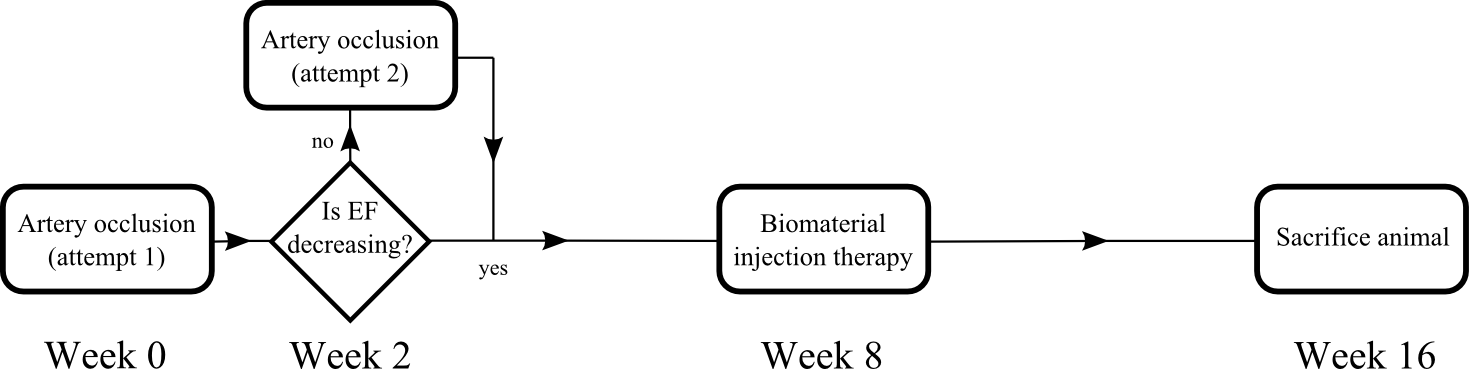 Artery occlusion
(attempt 2)
no
Artery occlusion
(attempt 1)
Is EF
decreasing?
yes
Biomaterial
injection therapy
Sacrifice animal
Week 0
Week 2
Week 8
Week 16